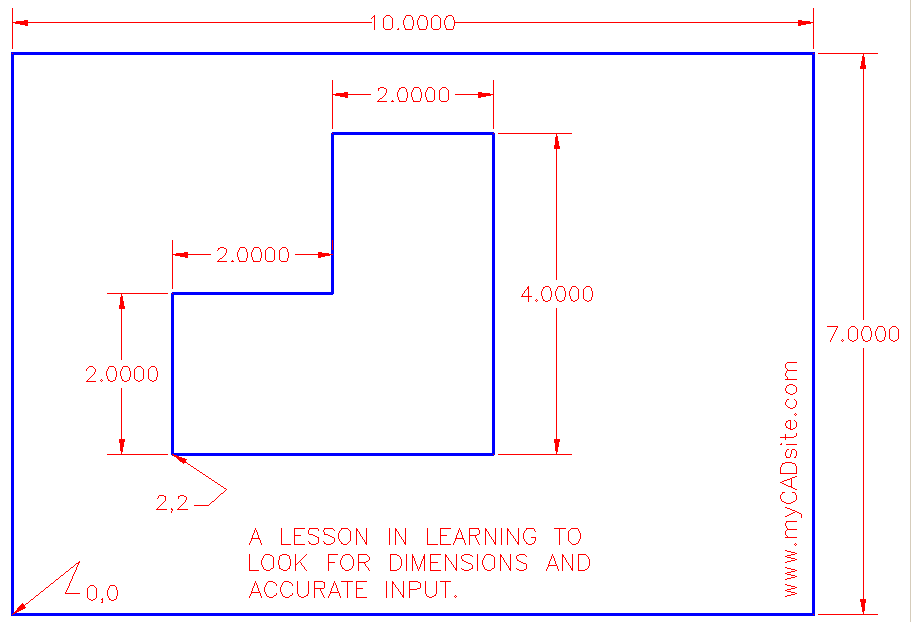 10.0000
2.0000
2.0000
4.0000
7.0000
2.0000
2,2
0,0
A LESSON IN LEARNING TO
LOOK FOR DIMENSIONS AND
ACCURATE INPUT.
www.myCADsite.com